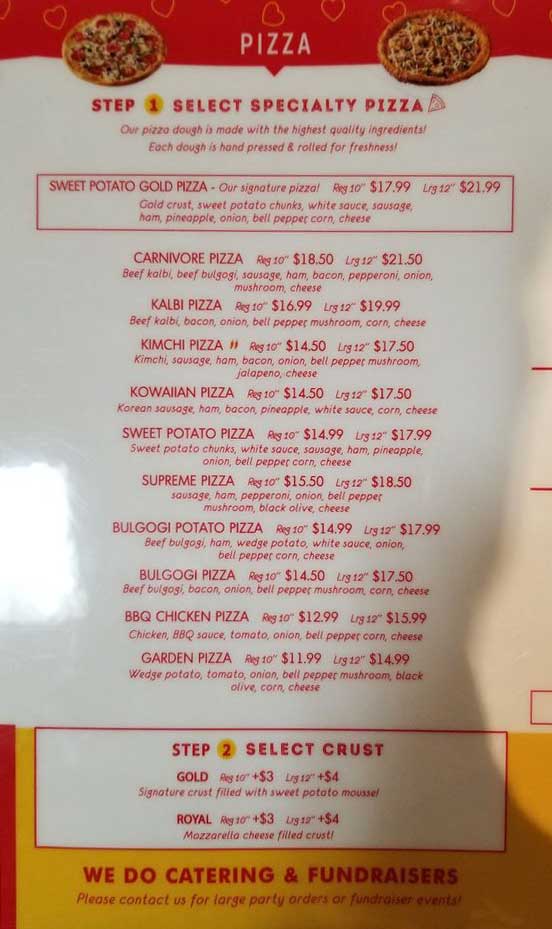 PIZZA
STEP 1 SELECT SPECIALTY PIZZA
Our pizza dough is made with the highest quality ingredients!
Each dough is hand pressed & rolled for freshness!
SWEET POTATO GOLD PIZZA - Our signature pizza! Reg 10" $17.99 Lrg 12" $21.99
Gold crust, sweet potato chunks, white sauce, sausage,
ham, pineapple, onion, bell pepper, corn, cheese
CARNIVORE PIZZA Reg 10" $18.50 Lrg 12" $21.50
Beef kalbi, beef bulgogi, sausage, ham, bacon, pepperoni, onion,
mushroom, cheese
KALBI PIZZA Reg 10" $16.99 Lrg 12" $19.99
Beef kalbi, bacon, onion, bell pepper, mushroom, corn, cheese
KIMCHI PIZZA Reg 10" $14.50 Lrg 12" $17.50
Kimchi, sausage, ham, bacon, onion, bell pepper, mushroom,
jalapeno, cheese
KOWAIIAN PIZZA Reg 10" $14.50 Lrg 12" $17.50
Korean sausage, ham, bacon, pineapple, white sauce, corn, cheese
SWEET POTATO PIZZA Reg 10" $14.99 Lrg 12" $17.99
Sweet potato chunks, white sauce, sausage, ham, pineapple,
onion, bell pepper, corn, cheese
SUPREME PIZZA Reg 10" $15.50 Lrg 12" $18.50
sausage, ham, pepperoni, onion, bell pepper,
mushroom, black olive, cheese
BULGOGI POTATO PIZZA Reg 10" $14.99 Lrg 12" $17.99
Beef bulgogi, ham, wedge potato, white sauce, onion,
bell pepper, corn, cheese
BULGOGI PIZZA Reg 10" $14.50 Lrg 12" $17.50
Beef bulgogi, bacon, onion, bell pepper, mushroom, corn, cheese
BBQ CHICKEN PIZZA Reg 10" $12.99 Lrg 12" $15.99
Chicken, BBQ sauce, tomato, onion, bell pepper, corn, cheese
GARDEN PIZZA Reg 10" $11.99 Lrg 12" $14.99
Wedge potato, tomato, onion, bell pepper, mushroom, black
olive, corn, cheese
STEP 2 SELECT CRUST
GOLD Reg 10" +$3 Lrg 12" +$4
Signature crust filled with sweet potato mousse!
ROYAL Reg 10" +$3 Lrg 12" +$4
Mozzarella cheese filled crust!
WE DO CATERING & FUNDRAISERS
Please contact us for large party orders or fundraiser events!